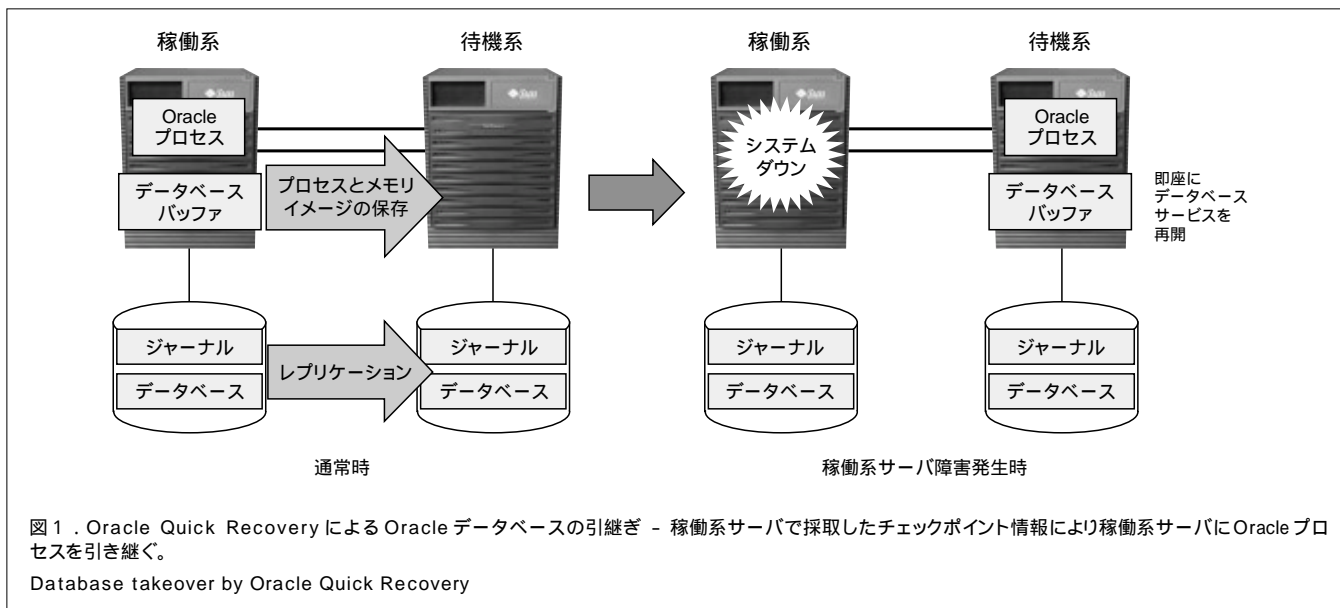 稼働系
待機系
稼働系
待機系
Sun
Sun
Sun
Sun
Oracle
プロセス
データベース
バッファ
プロセスとメモリ
イメージの保存
システム
ダウン
Oracle
プロセス
データベース
バッファ
即座に
データベース
サービスを
再開
ジャーナル
データベース
レプリケーション
ジャーナル
データベース
ジャーナル
データベース
ジャーナル
データベース
通常時
稼働系サーバ障害発生時
図1．Oracle Quick Recovery による Oracle データベースの引継ぎ － 稼働系サーバで採取したチェックポイント情報により稼働系サーバに Oracle プロ
セスを引き継ぐ。
Database takeover by Oracle Quick Recovery